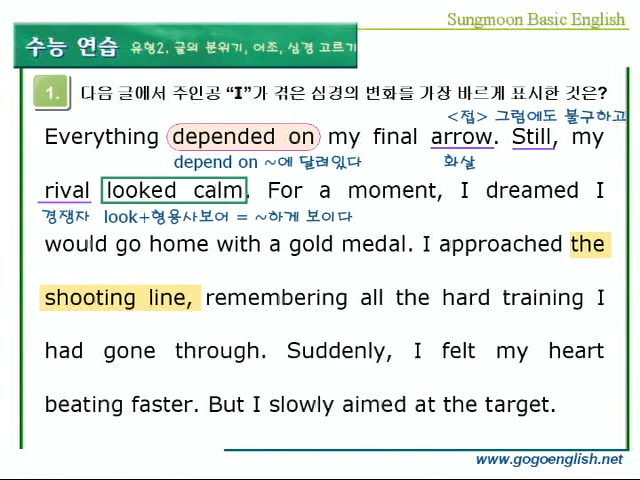 Sungmoon Basic English
수능 연습 유형2. 글의 분위기, 어조, 심경 고르기
1. 다음 글에서 주인공 “I”가 겪은 심경의 변화를 가장 바르게 표시한 것은?
<접> 그럼에도 불구하고
Everything depended on my final arrow. Still, my
depend on ~에 달려있다 화살
rival looked calm. For a moment, I dreamed I
경쟁자 look+형용사보어 = ~하게 보이다
would go home with a gold medal. I approached the
shooting line, remembering all the hard training I
had gone through. Suddenly, I felt my heart
beating faster. But I slowly aimed at the target.
www.gogoenglish.net